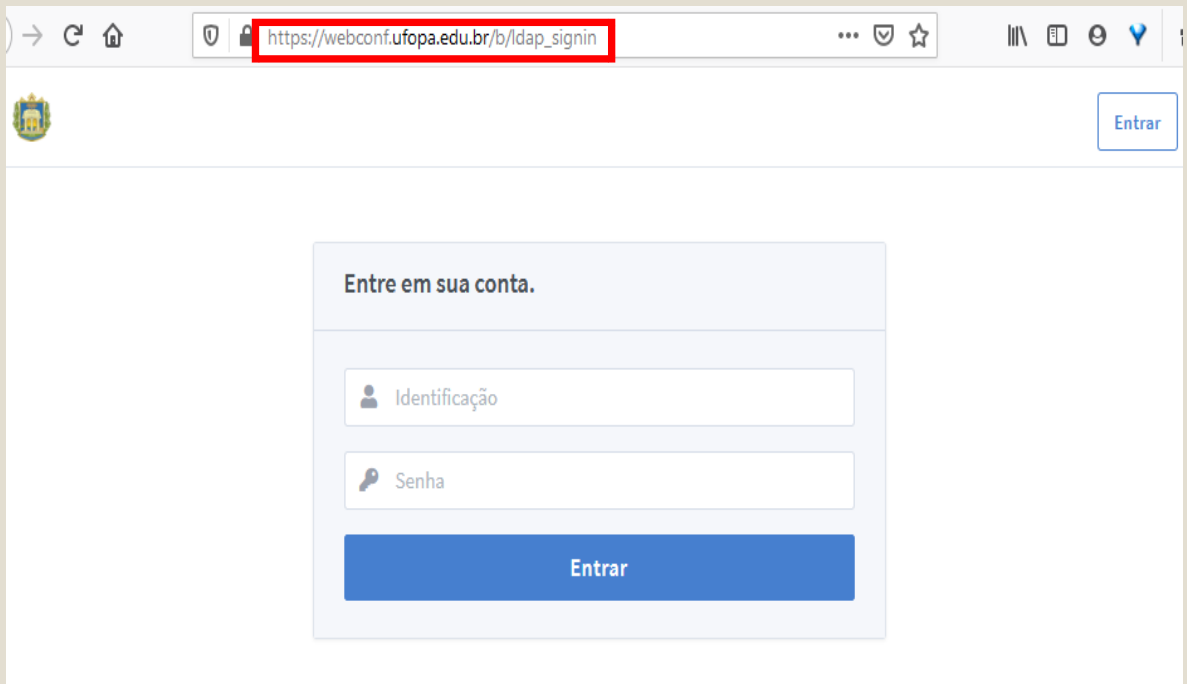 https://webconf.ufopa.edu.br/b/ldap_signin
Entrar
Entre em sua conta.
Identificação
Senha
Entrar